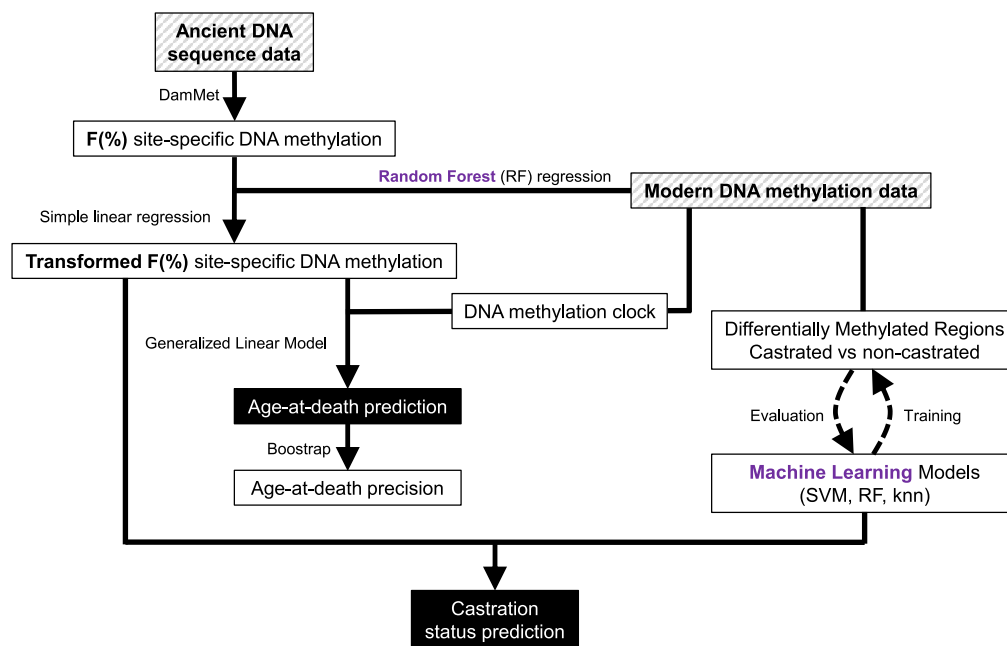 Ancient DNA
sequence data
DamMet
F(%) site-specific DNA methylation
Random Forest (RF) regression
Modern DNA methylation data
Simple linear regression
Transformed F(%) site-specific DNA methylation
DNA methylation clock
Differentially Methylated Regions
Castrated vs non-castrated
Generalized Linear Model
Age-at-death prediction
Evaluation
Training
Boostrap
Age-at-death precision
Machine Learning Models
(SVM, RF, knn)
Castration
status prediction